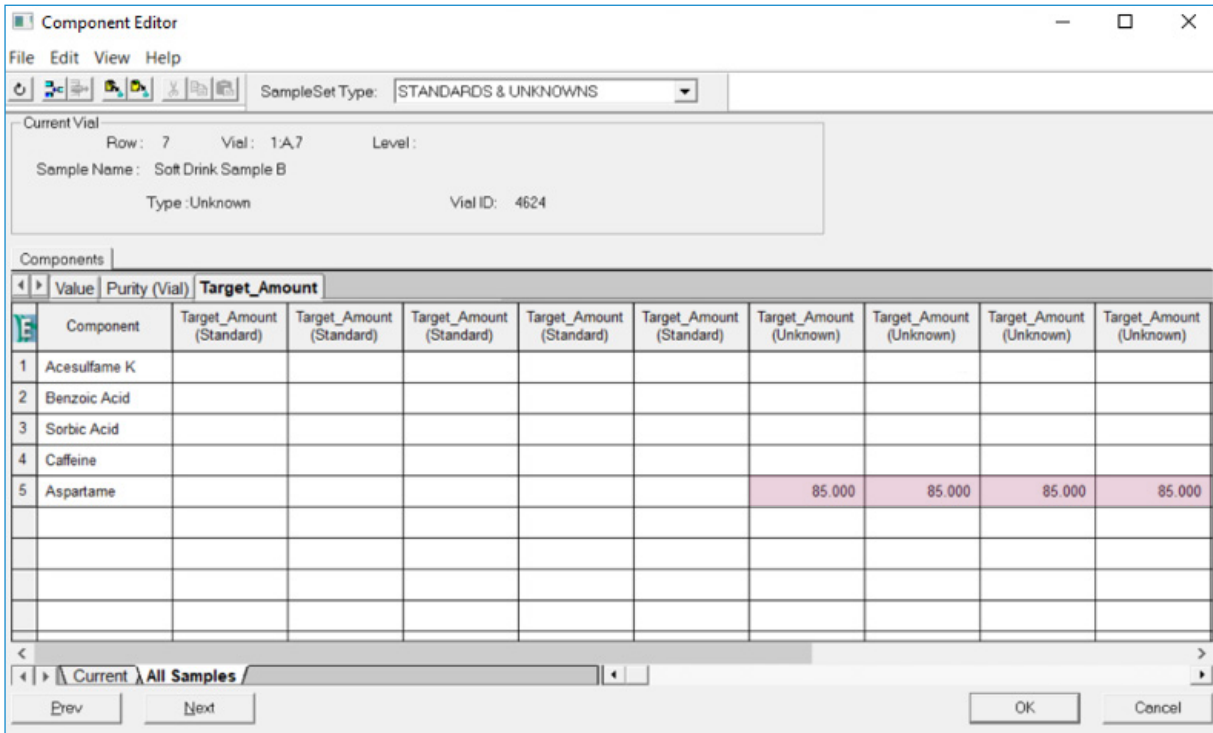 Component Editor
File Edit View Help
SampleSet Type: STANDARDS & UNKNOWNS
Current Vial
Row: 7 Vial: 1:A,7 Level:
Sample Name: Soft Drink Sample B
Type :Unknown Vial ID: 4624
Components
Value Purity (Vial) Target_Amount
Component Target_Amount (Standard) Target_Amount (Standard) Target_Amount (Standard) Target_Amount (Standard) Target_Amount (Standard) Target_Amount (Unknown) Target_Amount (Unknown) Target_Amount (Unknown) Target_Amount (Unknown)
1 Acesulfame K
2 Benzoic Acid
3 Sorbic Acid
4 Caffeine
5 Aspartame 85.000 85.000 85.000 85.000
Current All Samples
Prev Next OK Cancel